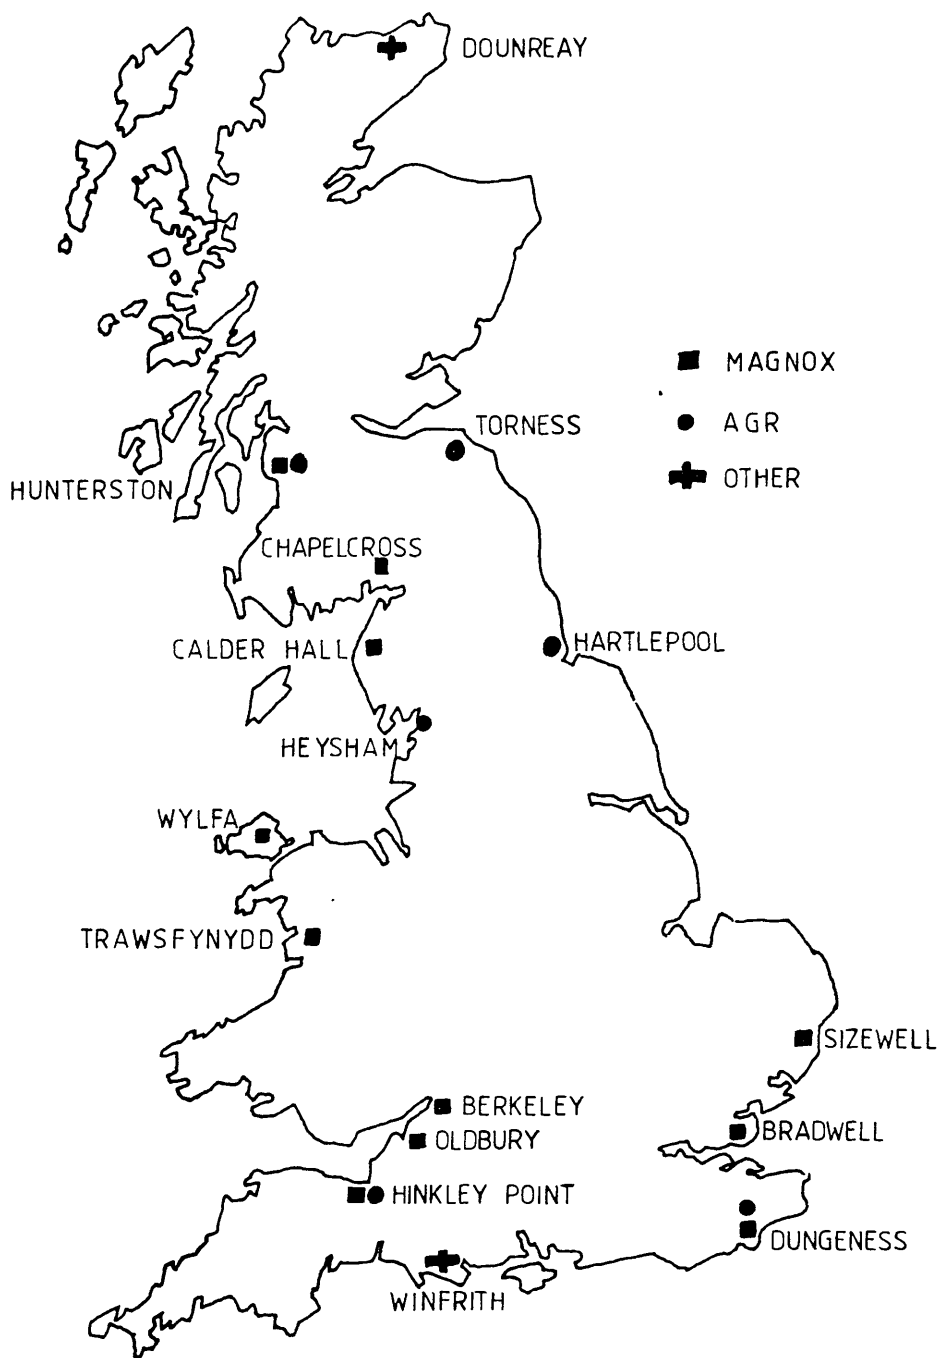 DOUNREAY
MAGNOX
AGR
OTHER
TORNESS
HUNTERSTON
CHAPELCROSS
CALDER HALL
HARTLEPOOL
HEYSHAM
WYLFA
TRAWSFYNYDD
SIZEWELL
BERKELEY
OLDBURY
BRADWELL
HINKLEY POINT
DUNGENESS
WINFRITH